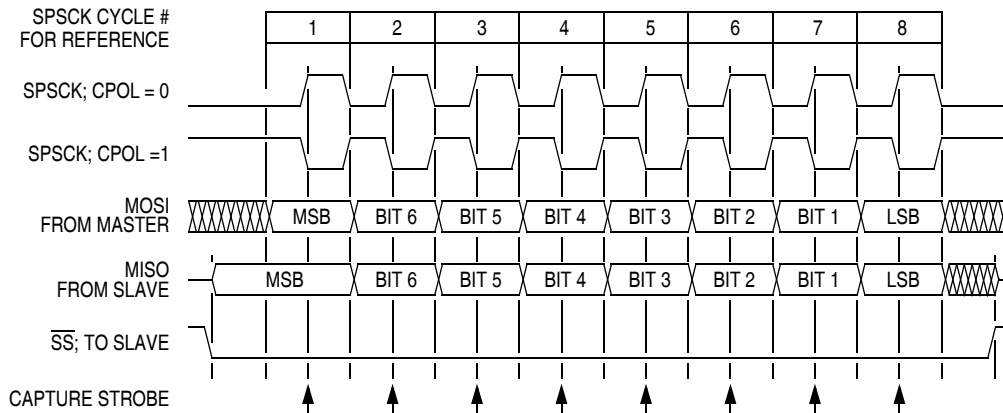 SPSCK CYCLE #
FOR REFERENCE
1 2 3 4 5 6 7 8
SPSCK; CPOL = 0
SPSCK; CPOL =1
MOSI
FROM MASTER
MSB BIT 6 BIT 5 BIT 4 BIT 3 BIT 2 BIT 1 LSB
MISO
FROM SLAVE
MSB BIT 6 BIT 5 BIT 4 BIT 3 BIT 2 BIT 1 LSB
SS; TO SLAVE
CAPTURE STROBE